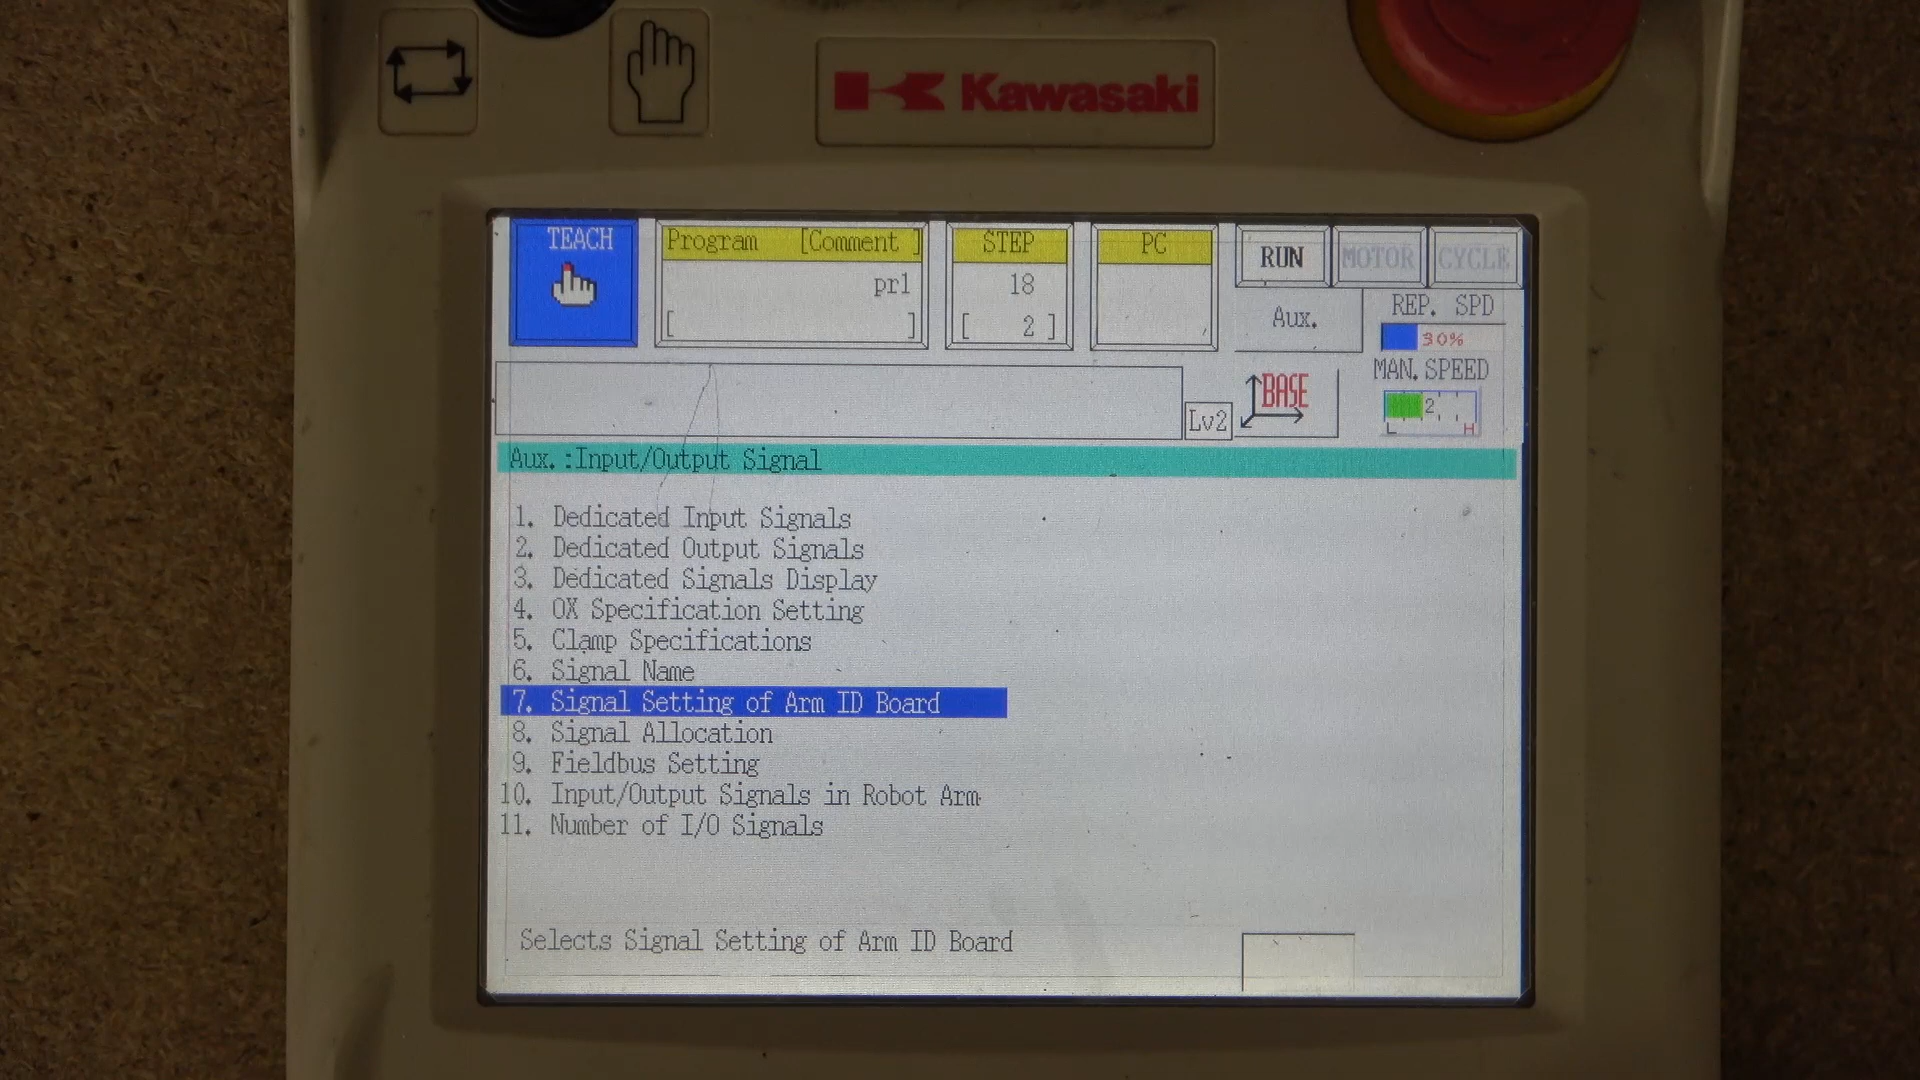 Kawasaki
TEACH
Program [Comment ]
pr1
[ ]
STEP
18
[ 2 ]
PC
RUN
MOTOR
CYCLE
Aux.
REP. SPD
30%
MAN.SPEED
2
L H
Lv2
BASE
Aux.:Input/Output Signal
1. Dedicated Input Signals
2. Dedicated Output Signals
3. Dedicated Signals Display
4. OX Specification Setting
5. Clamp Specifications
6. Signal Name
7. Signal Setting of Arm ID Board
8. Signal Allocation
9. Fieldbus Setting
10. Input/Output Signals in Robot Arm
11. Number of I/O Signals
Selects Signal Setting of Arm ID Board